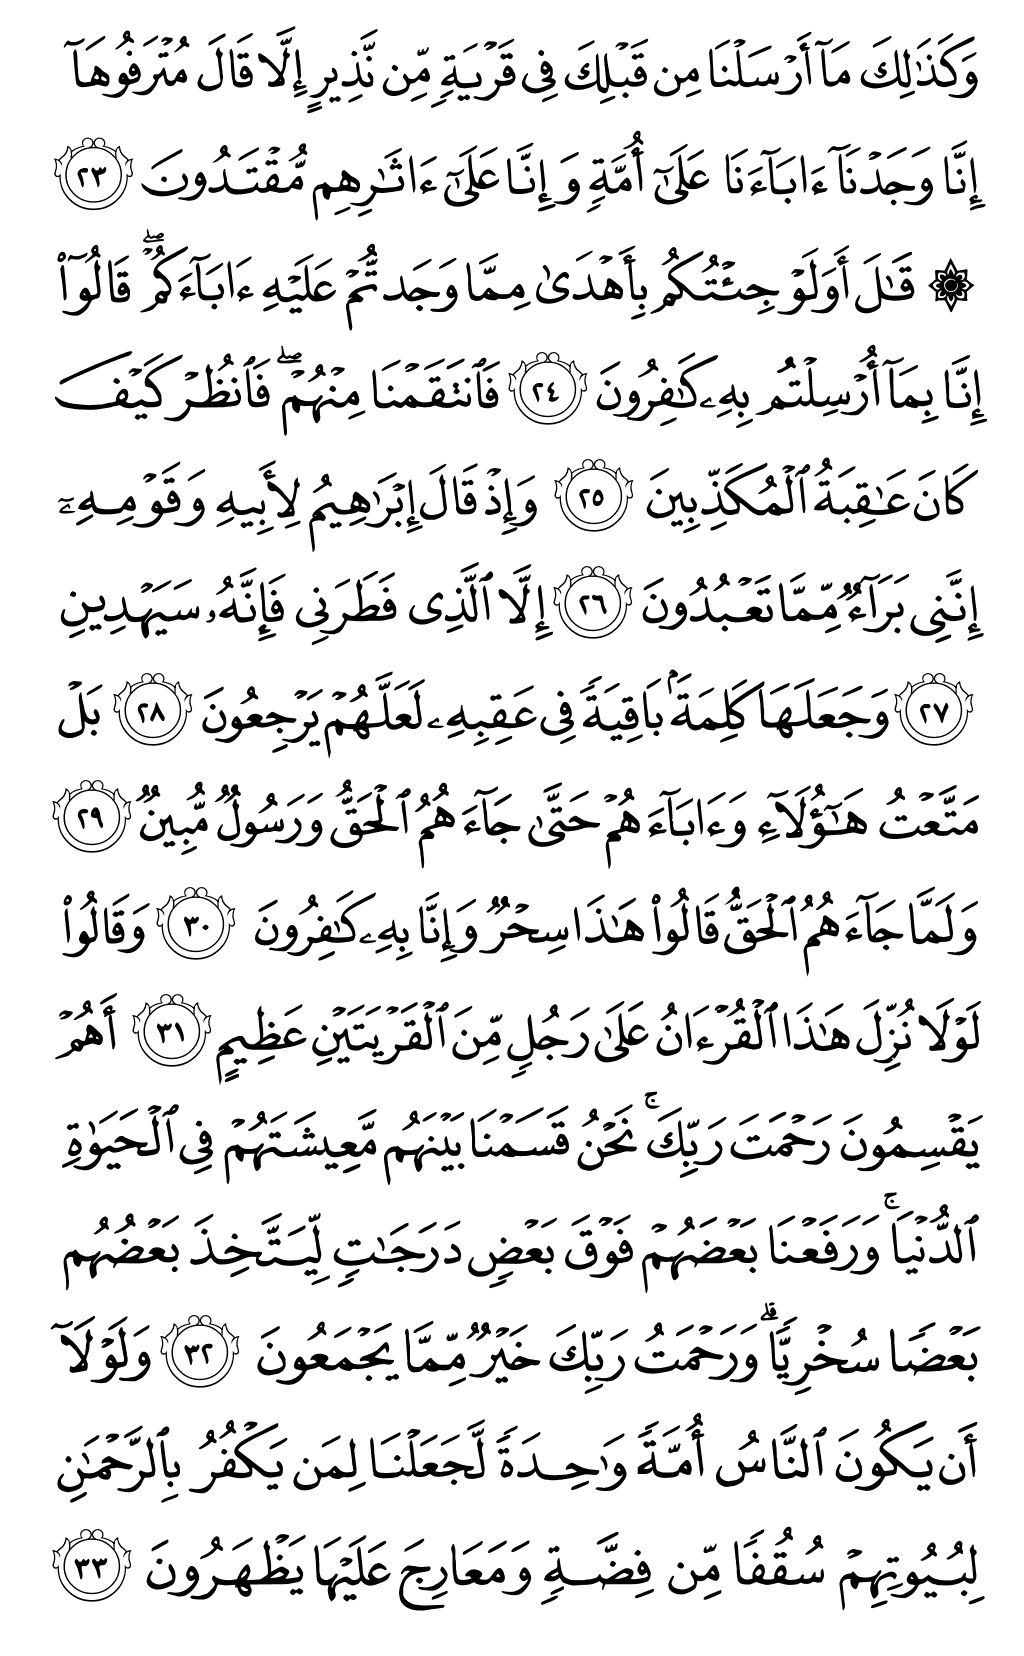 وَكَذَٰلِكَ مَآ أَرْسَلْنَا مِن قَبْلِكَ فِى قَرْيَةٍ مِّن نَّذِيرٍ إِلَّا قَالَ مُتْرَفُوهَآ
إِنَّا وَجَدْنَآ ءَابَآءَنَا عَلَىٰٓ أُمَّةٍ وَإِنَّا عَلَىٰٓ ءَاثَـٰرِهِم مُّقْتَدُونَ ٢٣
۞ قَـٰلَ أَوَلَوْ جِئْتُكُم بِأَهْدَىٰ مِمَّا وَجَدتُّمْ عَلَيْهِ ءَابَآءَكُمْ ۖ قَالُوٓا۟
إِنَّا بِمَآ أُرْسِلْتُم بِهِۦ كَـٰفِرُونَ ٢٤ فَٱنتَقَمْنَا مِنْهُمْ ۖ فَٱنظُرْ كَيْفَ
كَانَ عَـٰقِبَةُ ٱلْمُكَذِّبِينَ ٢٥ وَإِذْ قَالَ إِبْرَٰهِيمُ لِأَبِيهِ وَقَوْمِهِۦٓ
إِنَّنِى بَرَآءٌ مِّمَّا تَعْبُدُونَ ٢٦ إِلَّا ٱلَّذِى فَطَرَنِى فَإِنَّهُۥ سَيَهْدِينِ
٢٧ وَجَعَلَهَا كَلِمَةًۢ بَاقِيَةً فِى عَقِبِهِۦ لَعَلَّهُمْ يَرْجِعُونَ ٢٨ بَلْ
مَتَّعْتُ هَـٰٓؤُلَآءِ وَءَابَآءَهُمْ حَتَّىٰ جَآءَهُمُ ٱلْحَقُّ وَرَسُولٌ مُّبِينٌ ٢٩
وَلَمَّا جَآءَهُمُ ٱلْحَقُّ قَالُوا۟ هَـٰذَا سِحْرٌ وَإِنَّا بِهِۦ كَـٰفِرُونَ ٣٠ وَقَالُوا۟
لَوْلَا نُزِّلَ هَـٰذَا ٱلْقُرْءَانُ عَلَىٰ رَجُلٍ مِّنَ ٱلْقَرْيَتَيْنِ عَظِيمٍ ٣١ أَهُمْ
يَقْسِمُونَ رَحْمَتَ رَبِّكَ ۚ نَحْنُ قَسَمْنَا بَيْنَهُم مَّعِيشَتَهُمْ فِى ٱلْحَيَوٰةِ
ٱلدُّنْيَا ۚ وَرَفَعْنَا بَعْضَهُمْ فَوْقَ بَعْضٍ دَرَجَـٰتٍ لِّيَتَّخِذَ بَعْضُهُم
بَعْضًا سُخْرِيًّا ۗ وَرَحْمَتُ رَبِّكَ خَيْرٌ مِّمَّا يَجْمَعُونَ ٣٢ وَلَوْلَآ
أَن يَكُونَ ٱلنَّاسُ أُمَّةً وَٰحِدَةً لَّجَعَلْنَا لِمَن يَكْفُرُ بِٱلرَّحْمَـٰنِ
لِبُيُوتِهِمْ سُقُفًا مِّن فِضَّةٍ وَمَعَارِجَ عَلَيْهَا يَظْهَرُونَ ٣٣